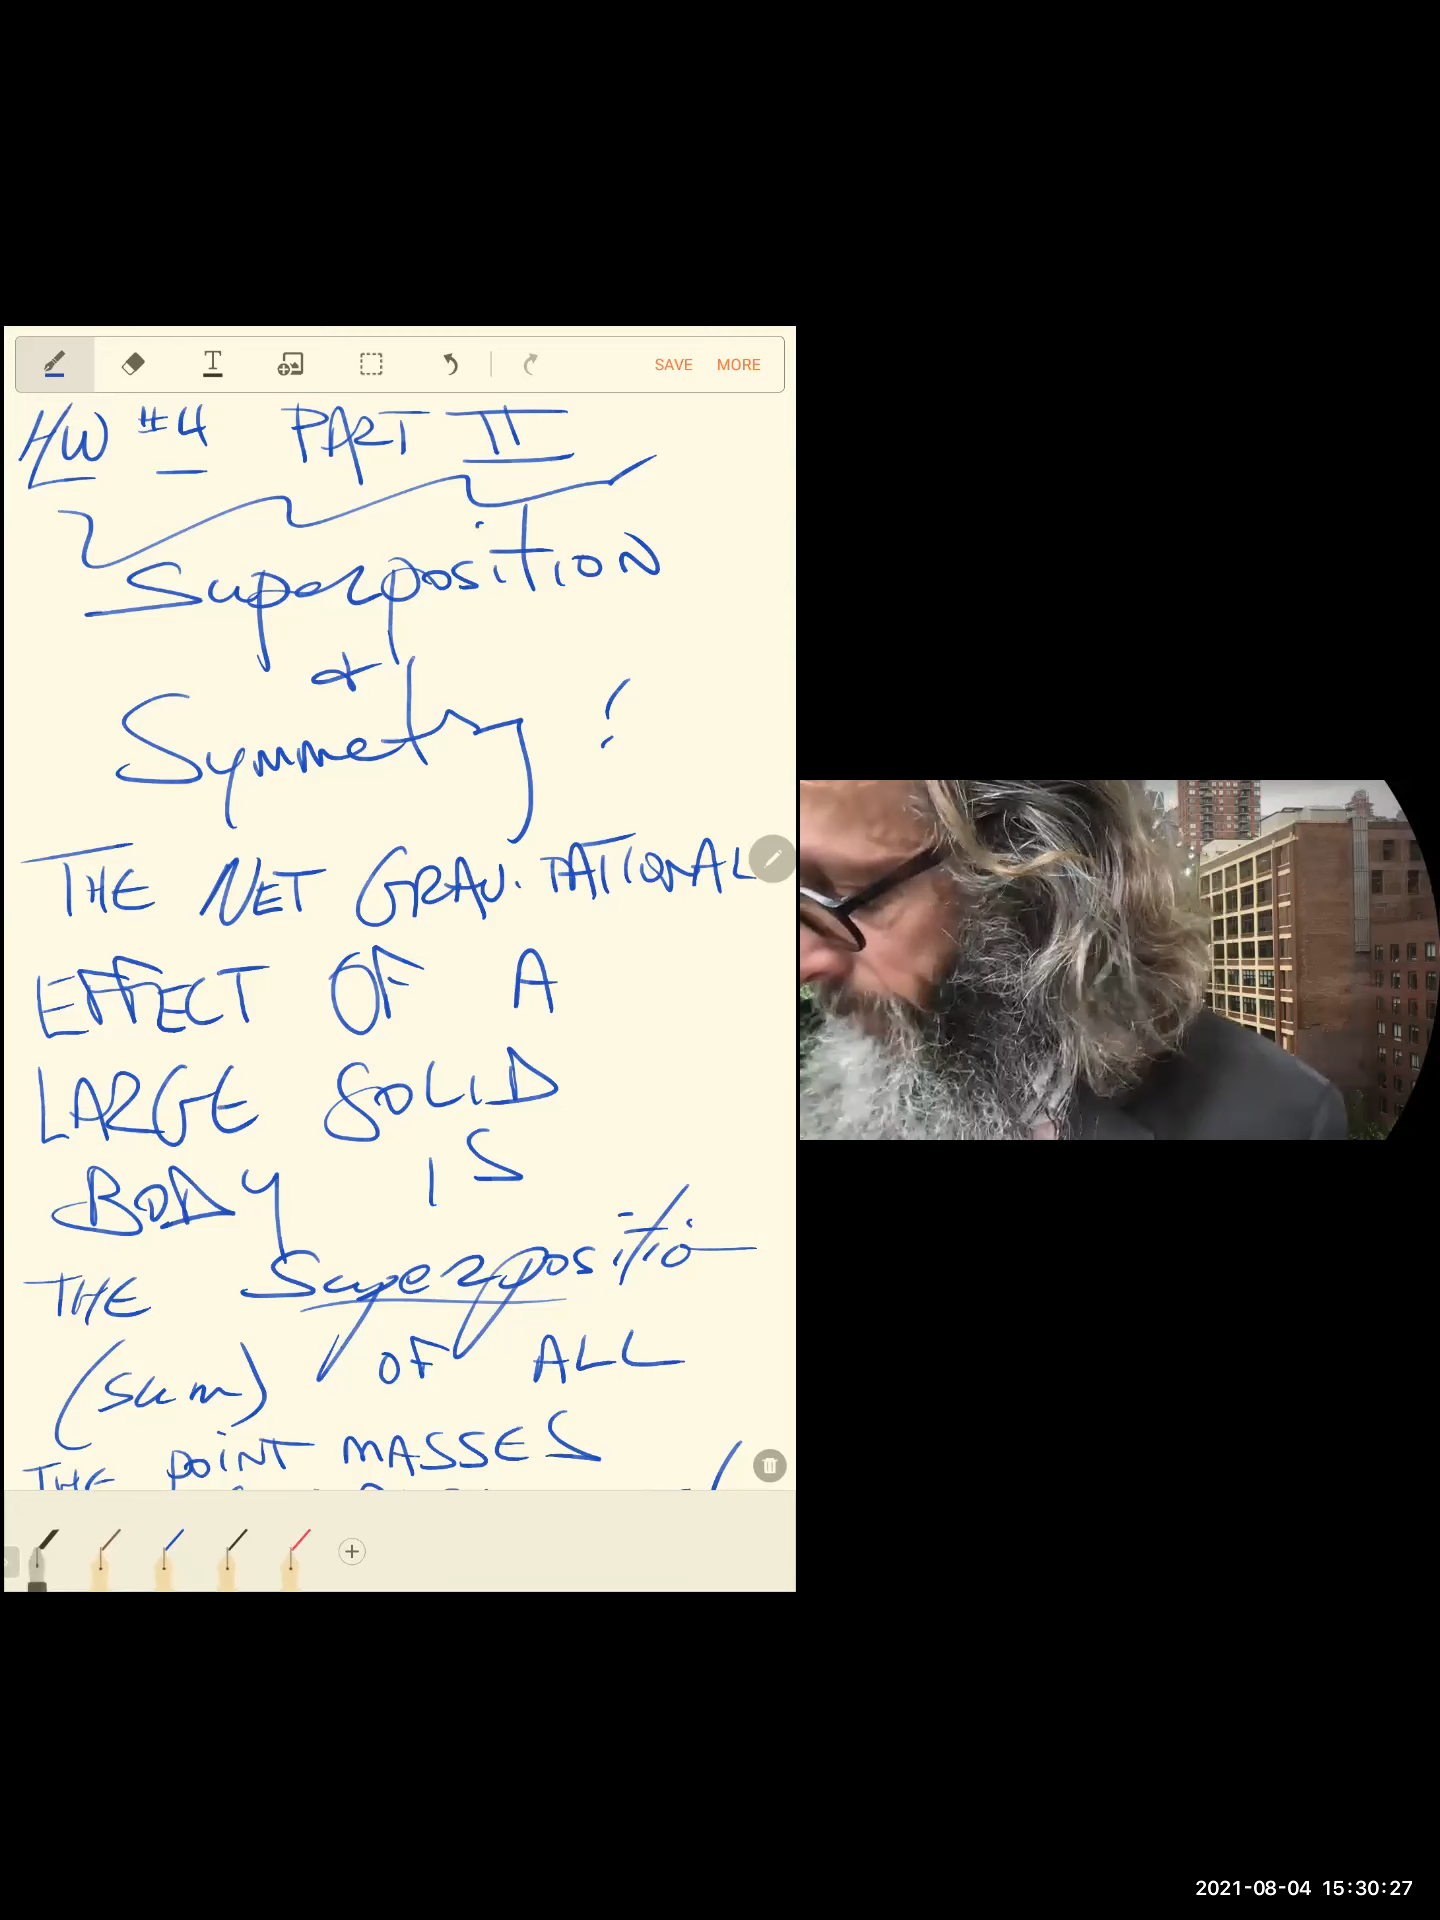 T
SAVE MORE
HW #4 PART II
Superposition
+
Symmetry!
THE NET GRAV.TATIONAL
EFFECT OF A
LARGE SOLID
BODY IS
THE Superpositio
(sum) OF ALL
THE POINT MASSES
2021-08-04 15:30:27